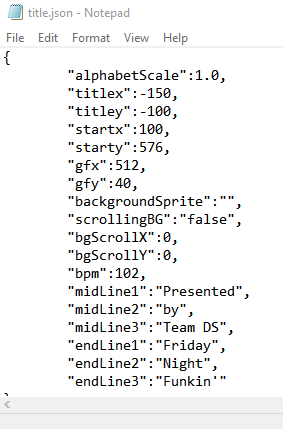 title.json - Notepad
File Edit Format View Help
{
"alphabetScale":1.0,
"titlex":-150,
"titley":-100,
"startx":100,
"starty":576,
"gfx":512,
"gfy":40,
"backgroundSprite":"",
"scrollingBG":"false",
"bgScrollX":0,
"bgScrollY":0,
"bpm":102,
"midLine1":"Presented",
"midLine2":"by",
"midLine3":"Team DS",
"endLine1":"Friday",
"endLine2":"Night",
"endLine3":"Funkin'"
}